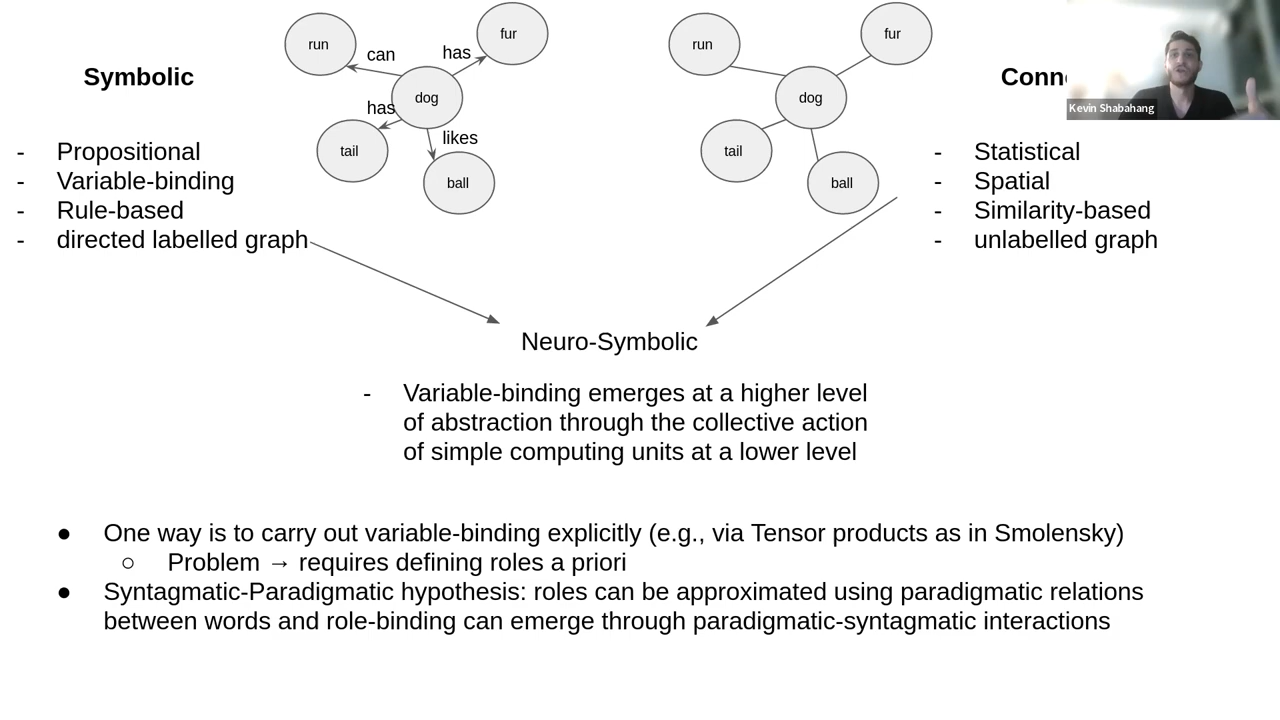 Symbolic
- Propositional
- Variable-binding
- Rule-based
- directed labelled graph
run
can
has
fur
dog
has
tail
likes
ball
run
fur
dog
tail
ball
Kevin Shabahang
- Statistical
- Spatial
- Similarity-based
- unlabelled graph
Neuro-Symbolic
- Variable-binding emerges at a higher level
of abstraction through the collective action
of simple computing units at a lower level
● One way is to carry out variable-binding explicitly (e.g., via Tensor products as in Smolensky)
○ Problem → requires defining roles a priori
● Syntagmatic-Paradigmatic hypothesis: roles can be approximated using paradigmatic relations
between words and role-binding can emerge through paradigmatic-syntagmatic interactions